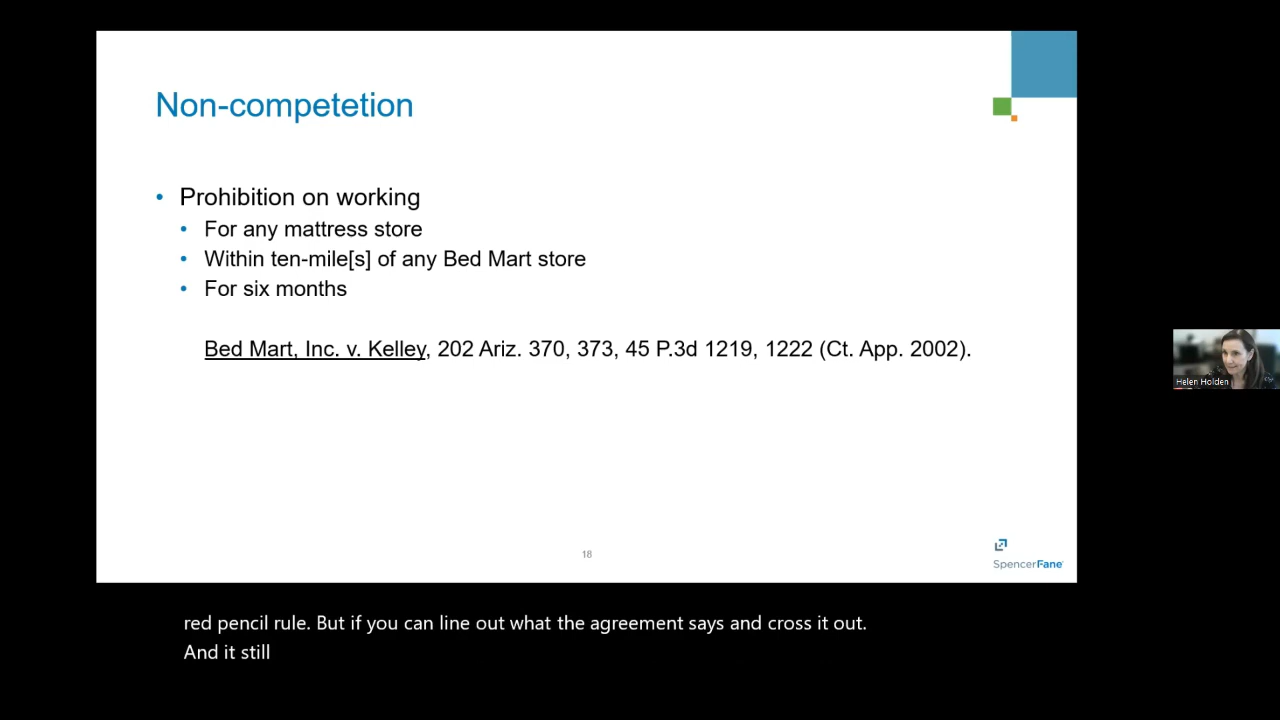 Non-competetion
• Prohibition on working
• For any mattress store
• Within ten-mile[s] of any Bed Mart store
• For six months
Bed Mart, Inc. v. Kelley, 202 Ariz. 370, 373, 45 P.3d 1219, 1222 (Ct. App. 2002).
Helen Holden
18
SpencerFane
red pencil rule. But if you can line out what the agreement says and cross it out.
And it still